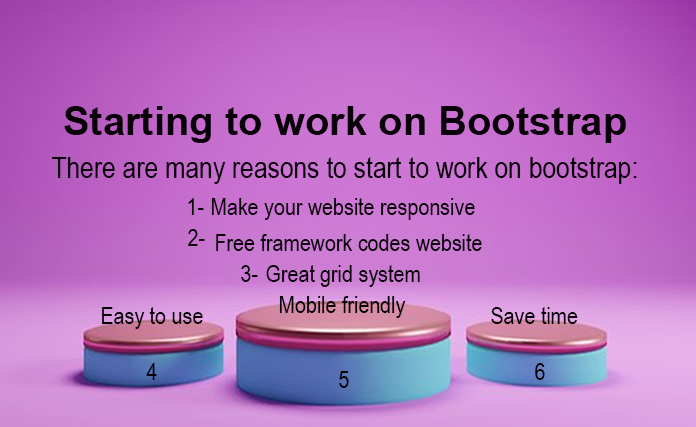 Starting to work on Bootstrap
There are many reasons to start to work on bootstrap:
1- Make your website responsive
2- Free framework codes website
3- Great grid system
Easy to use
Mobile friendly
Save time
4
5
6